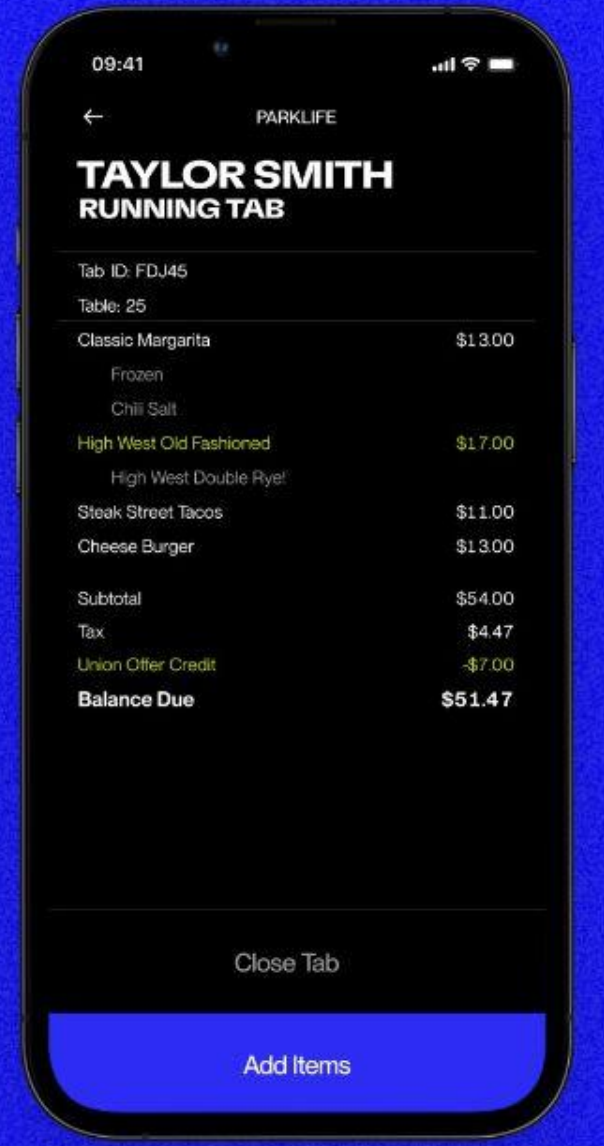 09:41
PARKLIFE
TAYLOR SMITH
RUNNING TAB
Tab ID: FDJ45
Table: 25
Classic Margarita $13.00
Frozen
Chili Salt
High West Old Fashioned $17.00
High West Double Rye!
Steak Street Tacos $11.00
Cheese Burger $13.00
Subtotal $54.00
Tax $4.47
Union Offer Credit -$7.00
Balance Due $51.47
Close Tab
Add Items